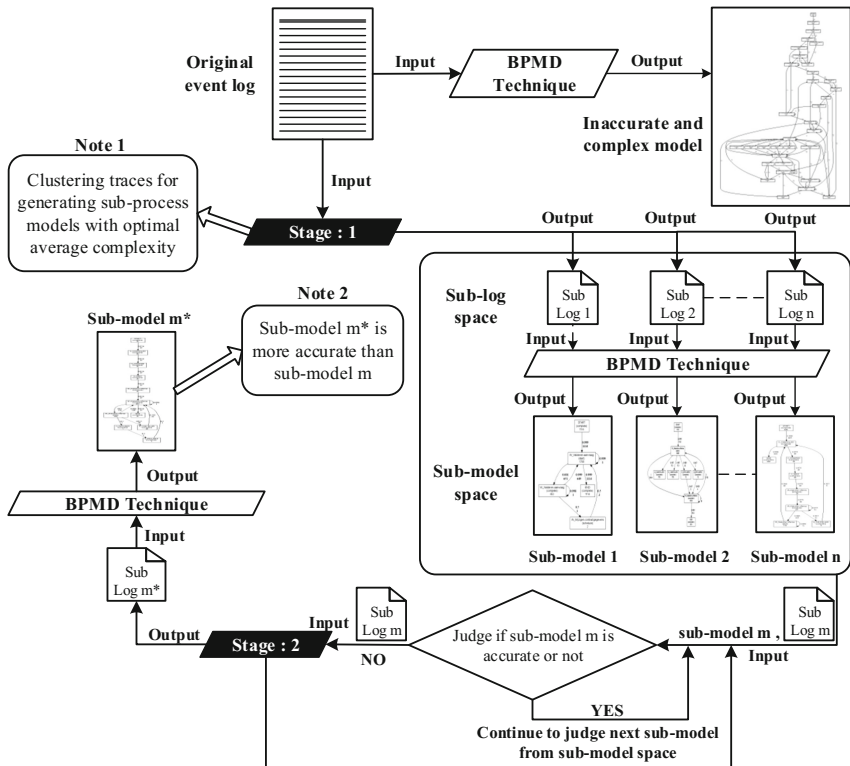 Original
event log
Input
BPMD
Technique
Output
Inaccurate and
complex model
Note 1
Clustering traces for
generating sub-process
models with optimal
average complexity
Input
Stage : 1
Output
Output
Output
Sub-log
space
Sub
Log 1
Sub
Log 2
Sub
Log n
Input
Input
Input
BPMD Technique
Output
Output
Output
Sub-model
space
Sub-model 1
Sub-model 2
Sub-model n
Note 2
Sub-model m* is
more accurate than
sub-model m
Sub-model m*
Output
BPMD Technique
Input
Sub
Log m*
Output
Stage : 2
Input
Sub
Log m
NO
Judge if sub-model m is
accurate or not
sub-model m ,
Sub
Log m
Input
YES
Continue to judge next sub-model
from sub-model space